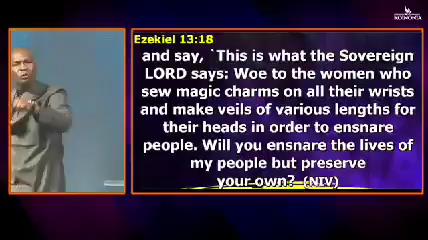 KOINONIA
Ezekiel 13:18
and say, `This is what the Sovereign
LORD says: Woe to the women who
sew magic charms on all their wrists
and make veils of various lengths for
their heads in order to ensnare
people. Will you ensnare the lives of
my people but preserve
your own? (NIV)